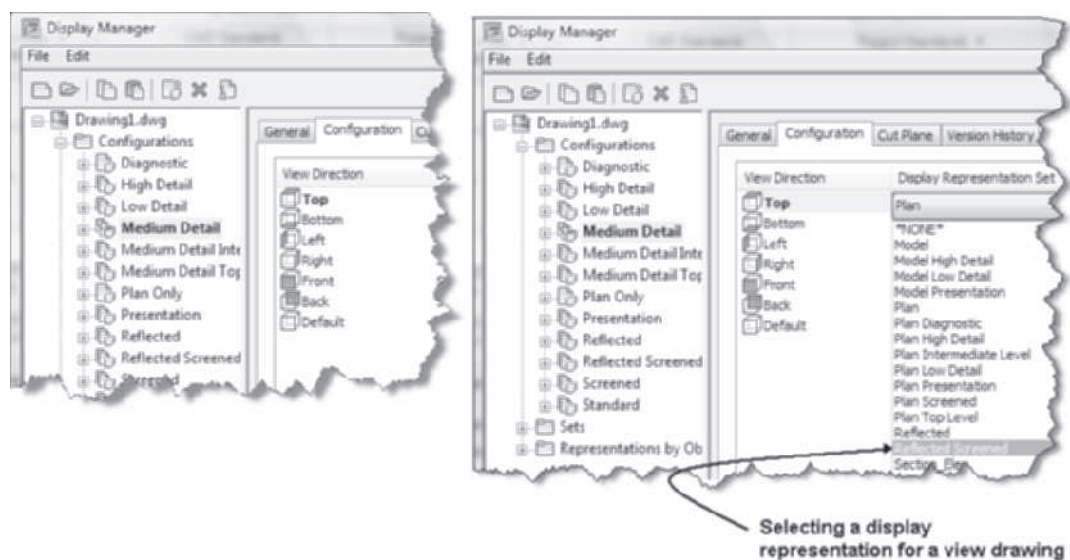 Display Manager
File Edit
Drawing1.dwg
Configurations
Diagnostic
High Detail
Low Detail
Medium Detail
Medium Detail Inte
Medium Detail Top
Plan Only
Presentation
Reflected
Reflected Screened
Screened
General Configuration Cu
View Direction
Top
Bottom
Left
Right
Front
Back
Default
Display Manager
File Edit
Drawing1.dwg
Configurations
Diagnostic
High Detail
Low Detail
Medium Detail
Medium Detail Inte
Medium Detail Top
Plan Only
Presentation
Reflected
Reflected Screened
Screened
Standard
Sets
Representations by Ob
General Configuration Cut Plane Version History
View Direction
Top
Bottom
Left
Right
Front
Back
Default
Display Representation Set
Plan
*NONE*
Model
Model High Detail
Model Low Detail
Model Presentation
Plan
Plan Diagnostic
Plan High Detail
Plan Intermediate Level
Plan Low Detail
Plan Presentation
Plan Screened
Plan Top Level
Reflected
Reflected Screened
Selecting a display
representation for a view drawing